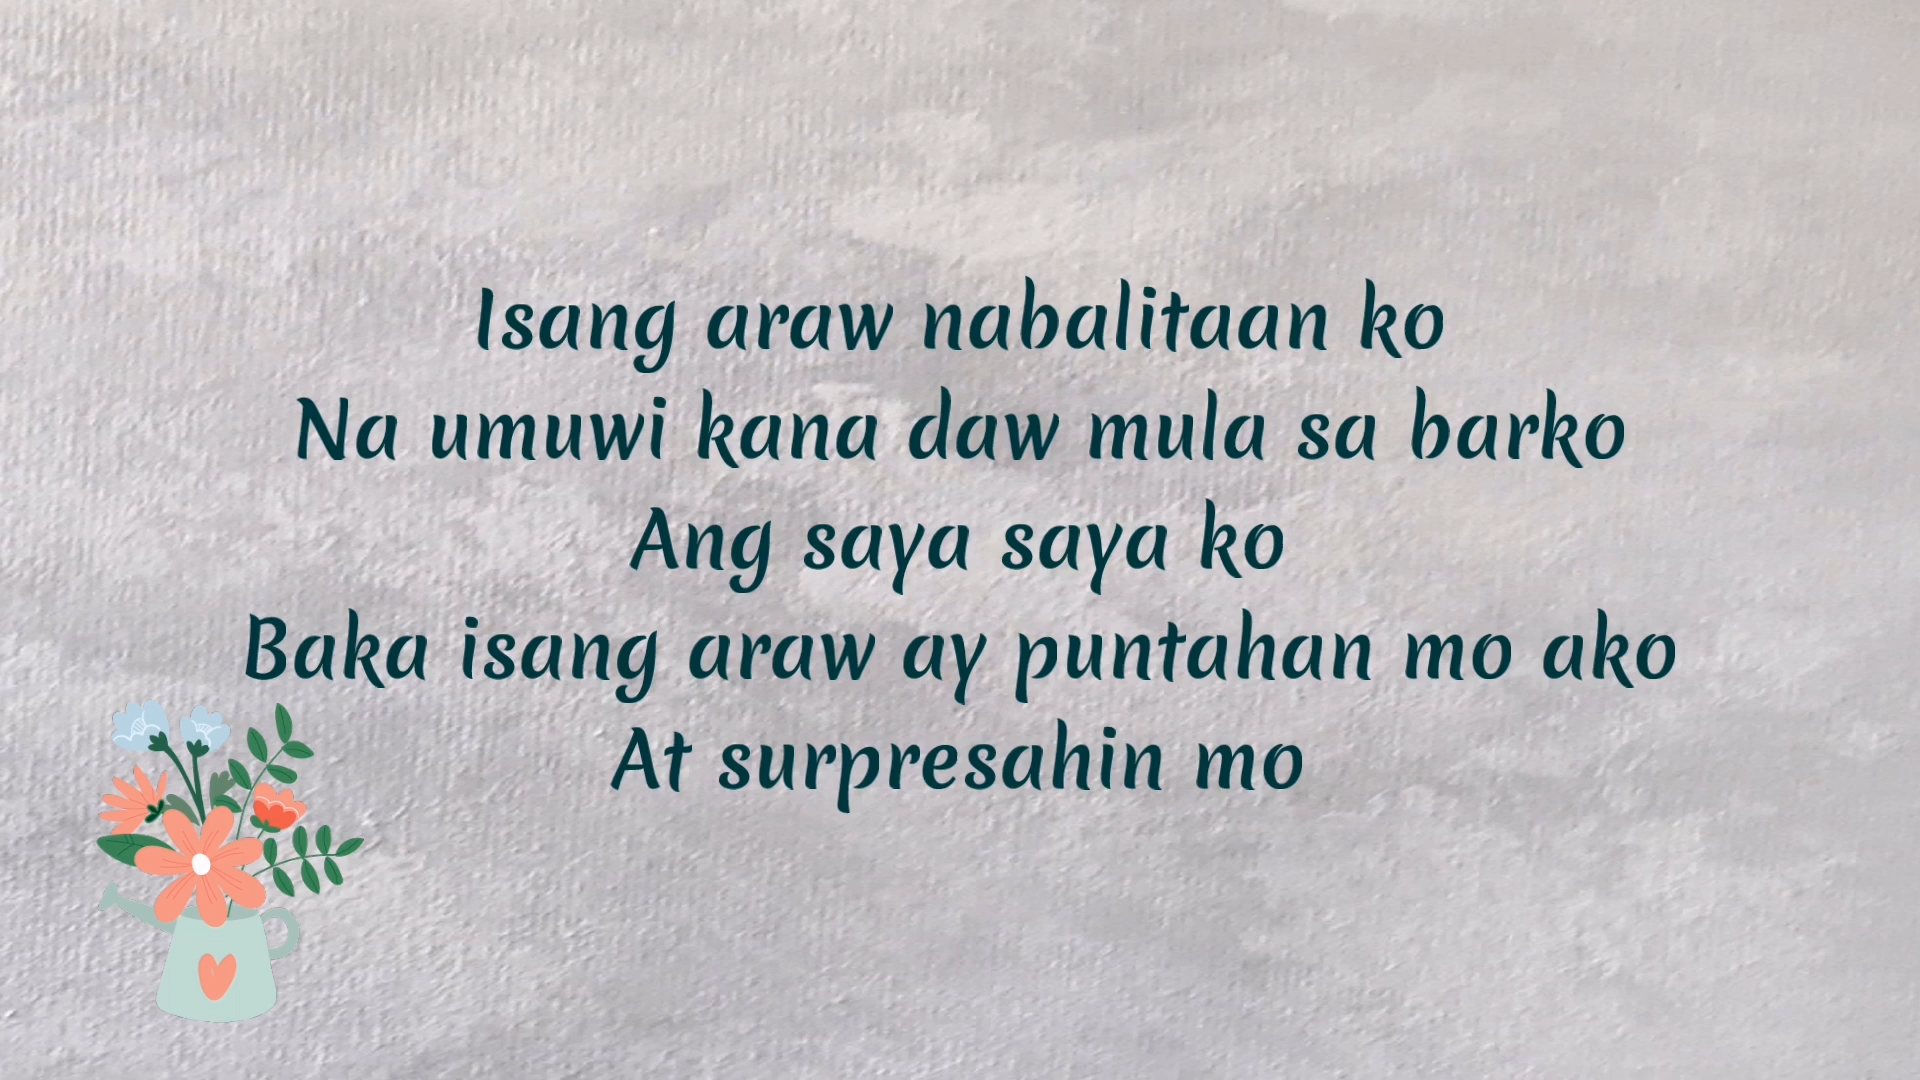 Isang araw nabalitaan ko
Na umuwi kana daw mula sa barko
Ang saya saya ko
Baka isang araw ay puntahan mo ako
At surpresahin mo